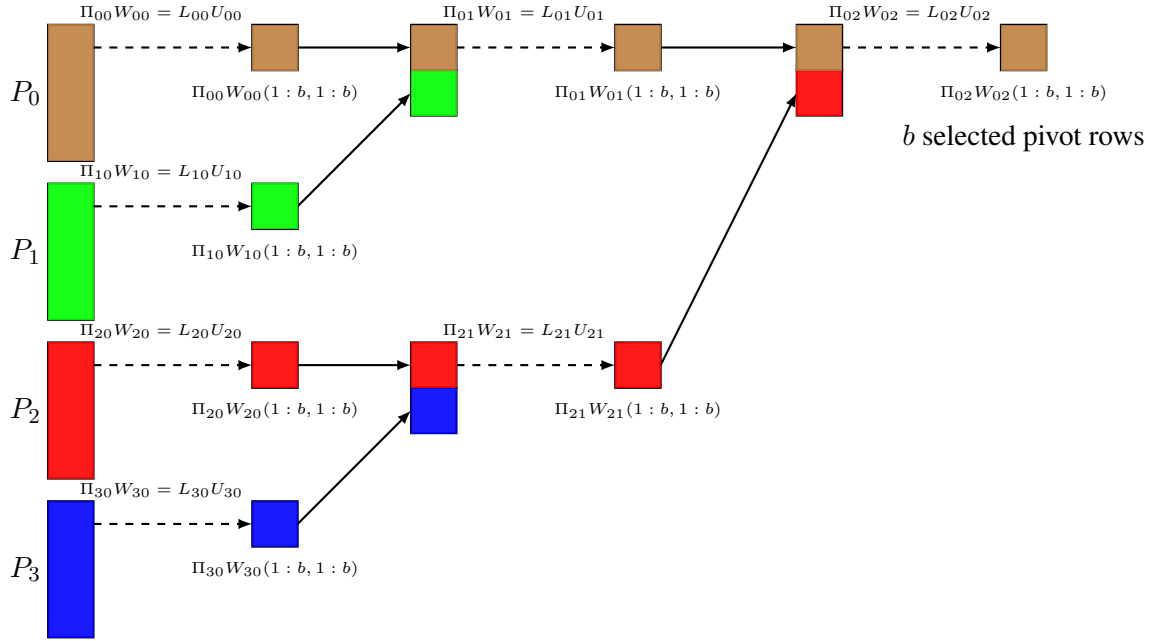 Π₀₀W₀₀ = L₀₀U₀₀
Π₀₁W₀₁ = L₀₁U₀₁
Π₀₂W₀₂ = L₀₂U₀₂
P₀
Π₀₀W₀₀(1 : b, 1 : b)
Π₀₁W₀₁(1 : b, 1 : b)
Π₀₂W₀₂(1 : b, 1 : b)
b selected pivot rows
Π₁₀W₁₀ = L₁₀U₁₀
P₁
Π₁₀W₁₀(1 : b, 1 : b)
Π₂₀W₂₀ = L₂₀U₂₀
Π₂₁W₂₁ = L₂₁U₂₁
P₂
Π₂₀W₂₀(1 : b, 1 : b)
Π₂₁W₂₁(1 : b, 1 : b)
Π₃₀W₃₀ = L₃₀U₃₀
P₃
Π₃₀W₃₀(1 : b, 1 : b)